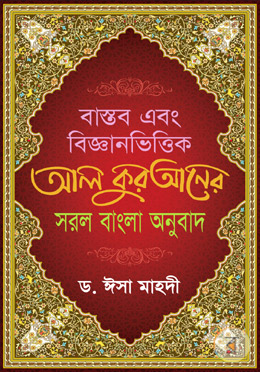 বাস্তব এবং
বিজ্ঞানভিত্তিক
আল কুরআনের
সরল বাংলা অনুবাদ
ড. ঈসা মাহদী